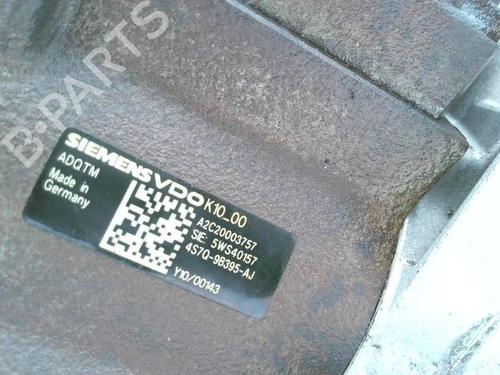 B-PARTS
SIEMENS VDO K10_00
ADQTM
Made in
Germany
A2C20003757
SIE: 5WS40157
4S7Q-9B395-AJ
Y10/00143